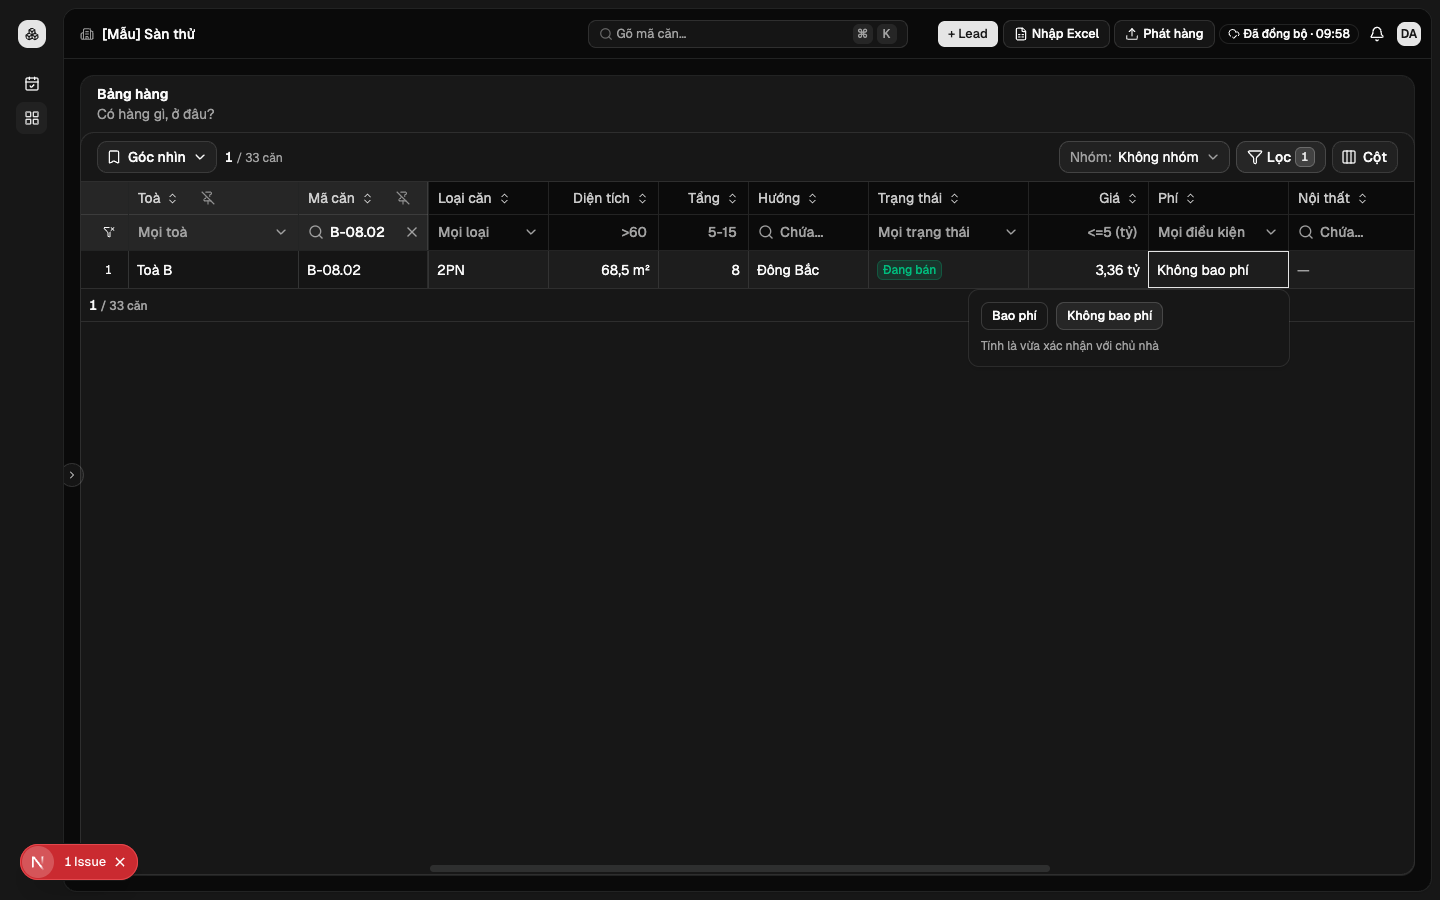 [Mẫu] Sàn thử
Gõ mã căn...
⌘ K
+ Lead
Nhập Excel
Phát hàng
Đã đồng bộ · 09:58
DA
Bảng hàng
Có hàng gì, ở đâu?
Góc nhìn
1 / 33 căn
Nhóm: Không nhóm
Lọc 1
Cột
Toà Mã căn Loại căn Diện tích Tầng Hướng Trạng thái Giá Phí Nội thất
Mọi toà B-08.02 Mọi loại >60 5-15 Chứa... Mọi trạng thái <=5 (tỷ) Mọi điều kiện Chứa...
1 Toà B B-08.02 2PN 68,5 m² 8 Đông Bắc Đang bán 3,36 tỷ Không bao phí —
1 / 33 căn
Bao phí Không bao phí
Tính là vừa xác nhận với chủ nhà
N 1 Issue